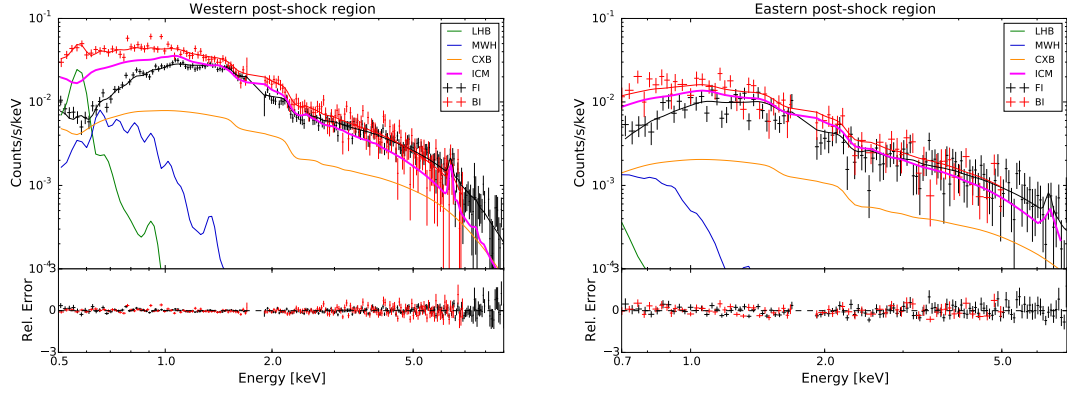 Western post-shock region
10⁻¹
10⁻²
10⁻³
10⁻⁴
Counts/s/keV
LHB
MWH
CXB
ICM
FI
BI
3
0
−3
Rel. Error
0.5
1.0
2.0
5.0
Energy [keV]
Eastern post-shock region
10⁻¹
10⁻²
10⁻³
10⁻⁴
Counts/s/keV
LHB
MWH
CXB
ICM
FI
BI
3
0
−3
Rel. Error
0.7
1.0
2.0
5.0
Energy [keV]